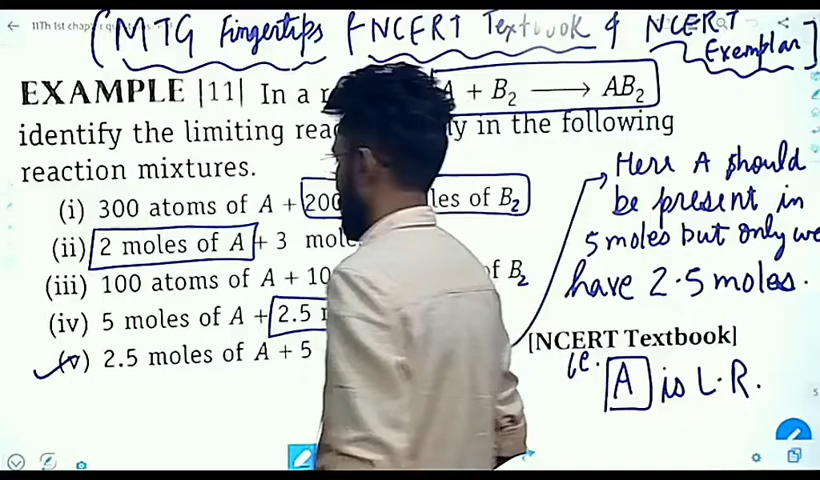 11Th 1st chap
(MTG Fingertips + NCERT Textbook & NCERT Exemplar]
EXAMPLE |11| In a r A + B₂ ⟶ AB₂
identify the limiting rea ly in the following
reaction mixtures.
(i) 300 atoms of A + 200 les of B₂
(ii) 2 moles of A + 3 mole
(iii) 100 atoms of A + 10 of B₂
(iv) 5 moles of A + 2.5
(v) 2.5 moles of A + 5
Here A should
be present in
5 moles but only we
have 2.5 moles.
[NCERT Textbook]
ie. A is L.R.